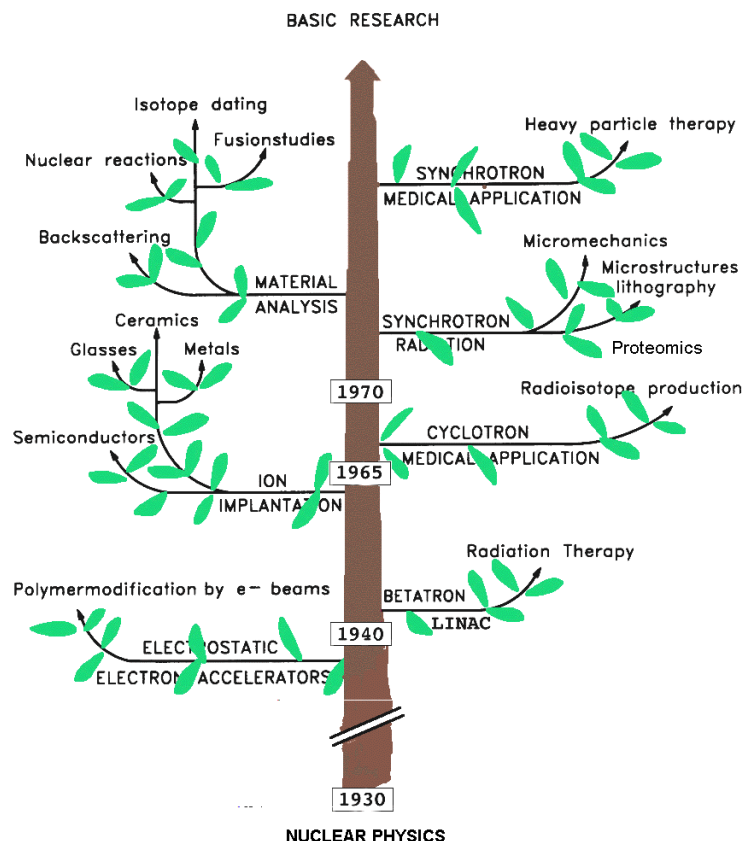 BASIC RESEARCH
Isotope dating
Fusionstudies
Nuclear reactions
Backscattering
MATERIAL
ANALYSIS
Heavy particle therapy
SYNCHROTRON
MEDICAL APPLICATION
Micromechanics
Microstructures
lithography
SYNCHROTRON
RADIATION
Proteomics
Ceramics
Glasses
Metals
Semiconductors
ION
IMPLANTATION
1970
Radioisotope production
CYCLOTRON
MEDICAL APPLICATION
1965
Radiation Therapy
BETATRON
LINAC
Polymermodification by e- beams
1940
ELECTROSTATIC
ELECTRON ACCELERATORS
1930
NUCLEAR PHYSICS